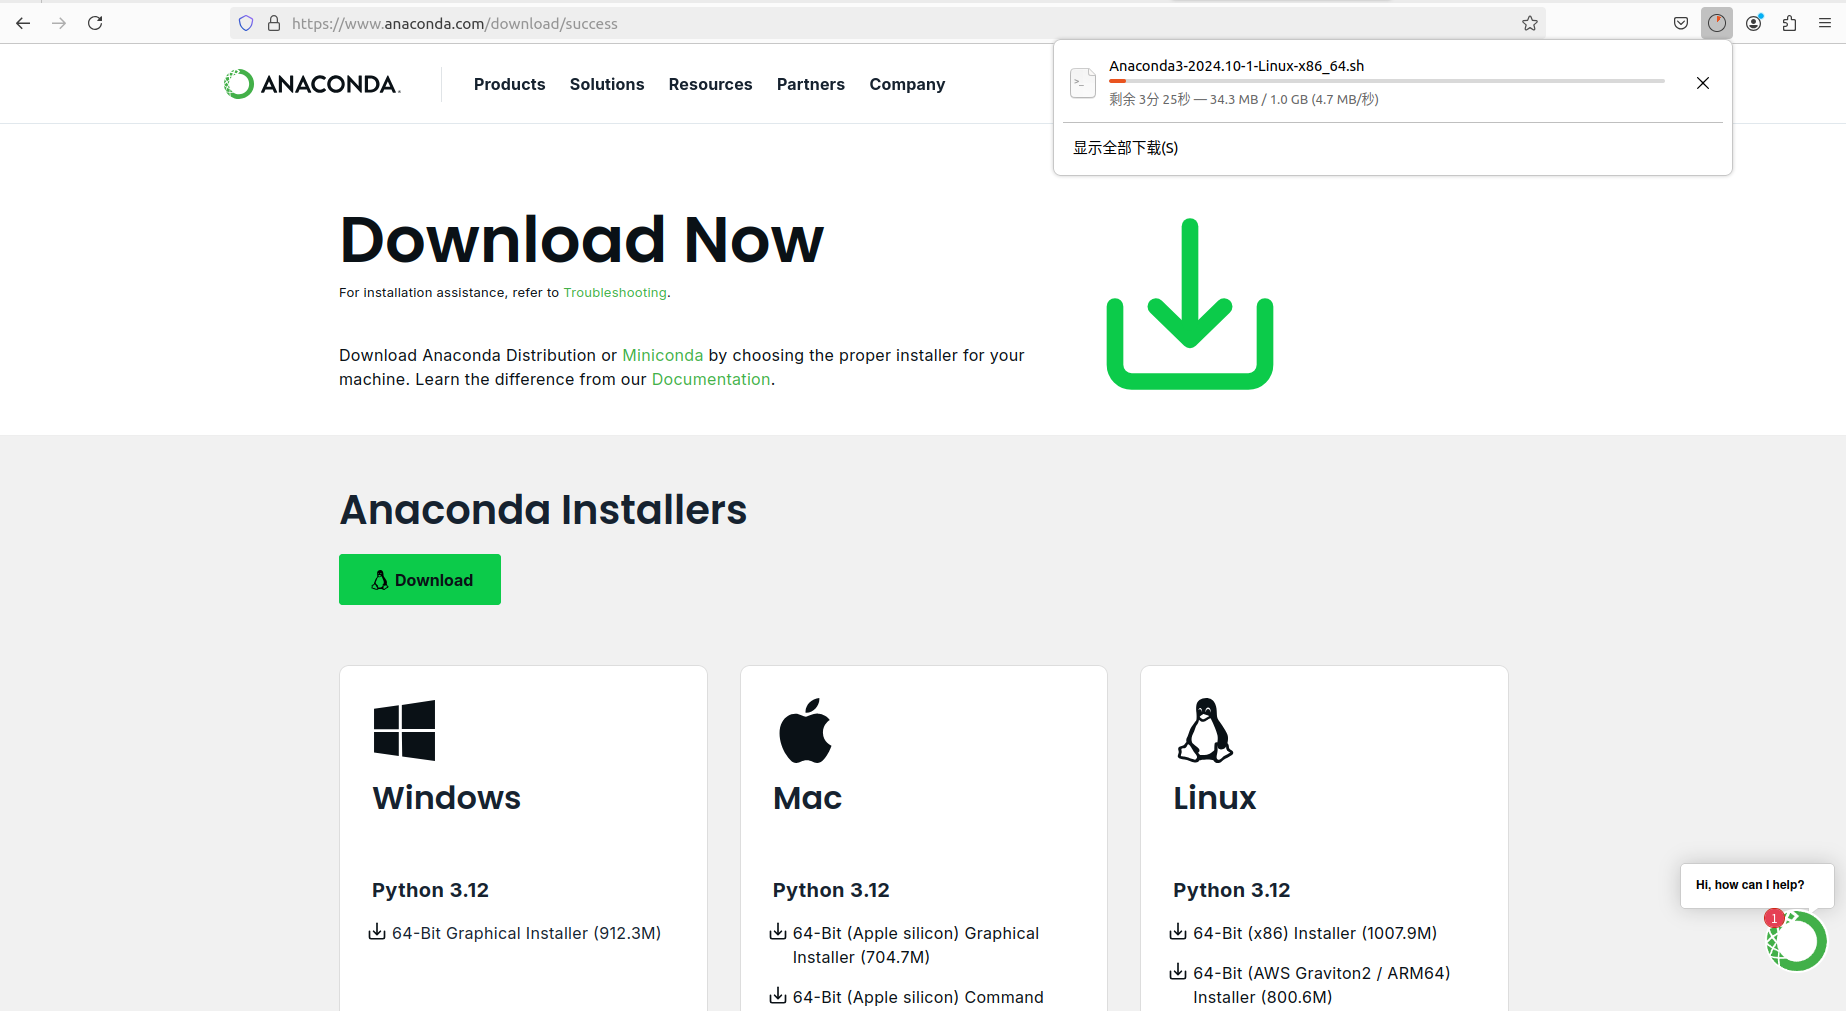 https://www.anaconda.com/download/success
Anaconda3-2024.10-1-Linux-x86_64.sh
剩余 3分 25秒 — 34.3 MB / 1.0 GB (4.7 MB/秒)
显示全部下载(S)
ANACONDA.
Products Solutions Resources Partners Company
Download Now
For installation assistance, refer to Troubleshooting.
Download Anaconda Distribution or Miniconda by choosing the proper installer for your
machine. Learn the difference from our Documentation.
Anaconda Installers
Download
Windows
Python 3.12
64-Bit Graphical Installer (912.3M)
Mac
Python 3.12
64-Bit (Apple silicon) Graphical
Installer (704.7M)
64-Bit (Apple silicon) Command
Linux
Python 3.12
64-Bit (x86) Installer (1007.9M)
64-Bit (AWS Graviton2 / ARM64)
Installer (800.6M)
Hi, how can I help?
1